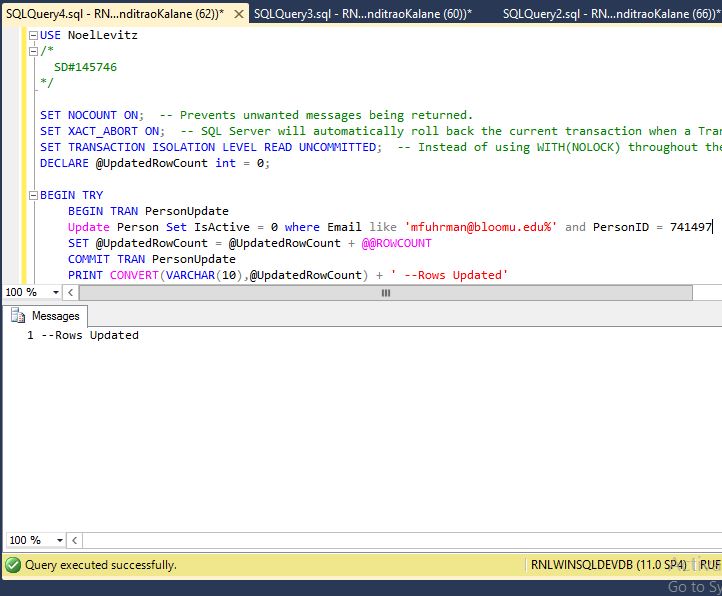 SQLQuery4.sql - RN...nditraoKalane (62))* SQLQuery3.sql - RN...nditraoKalane (60))* SQLQuery2.sql - RN...nditraoKalane (66))*
USE NoelLevitz
/*
SD#145746
*/
SET NOCOUNT ON; -- Prevents unwanted messages being returned.
SET XACT_ABORT ON; -- SQL Server will automatically roll back the current transaction when a Tran
SET TRANSACTION ISOLATION LEVEL READ UNCOMMITTED; -- Instead of using WITH(NOLOCK) throughout the
DECLARE @UpdatedRowCount int = 0;
BEGIN TRY
BEGIN TRAN PersonUpdate
Update Person Set IsActive = 0 where Email like 'mfuhrman@bloomu.edu%' and PersonID = 741497
SET @UpdatedRowCount = @UpdatedRowCount + @@ROWCOUNT
COMMIT TRAN PersonUpdate
PRINT CONVERT(VARCHAR(10),@UpdatedRowCount) + ' --Rows Updated'
100 %
Messages
1 --Rows Updated
100 %
Query executed successfully. RNLWINSQLDEVDB (11.0 SP4) RUF
Go to Sy